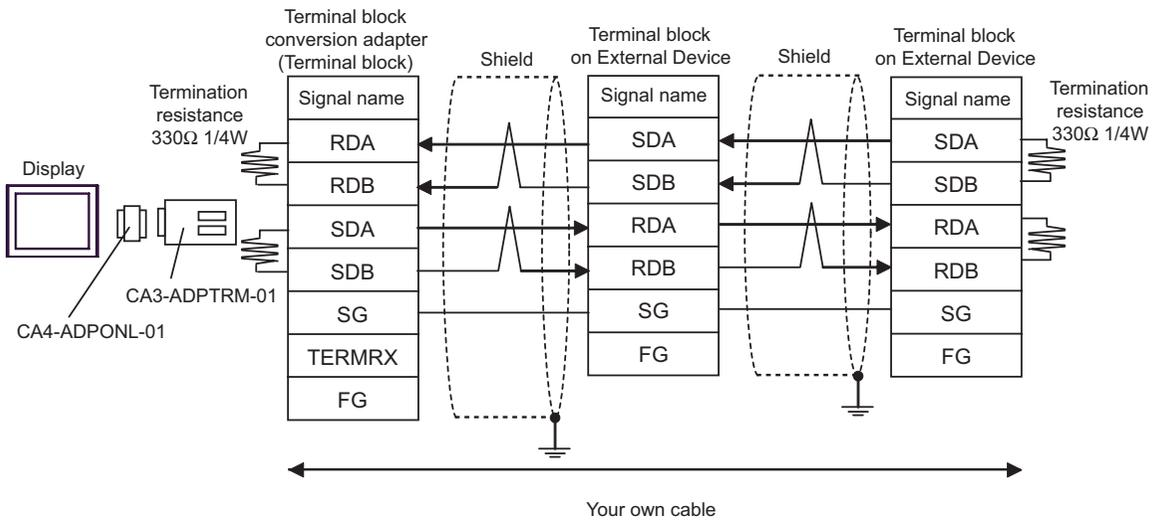 Terminal block
conversion adapter
(Terminal block)
Shield
Terminal block
on External Device
Shield
Terminal block
on External Device
Termination
resistance
330Ω 1/4W
Termination
resistance
330Ω 1/4W
Display
CA3-ADPTRM-01
CA4-ADPONL-01
Signal name
RDA
RDB
SDA
SDB
SG
TERMRX
FG
Signal name
SDA
SDB
RDA
RDB
SG
FG
Signal name
SDA
SDB
RDA
RDB
SG
FG
Your own cable